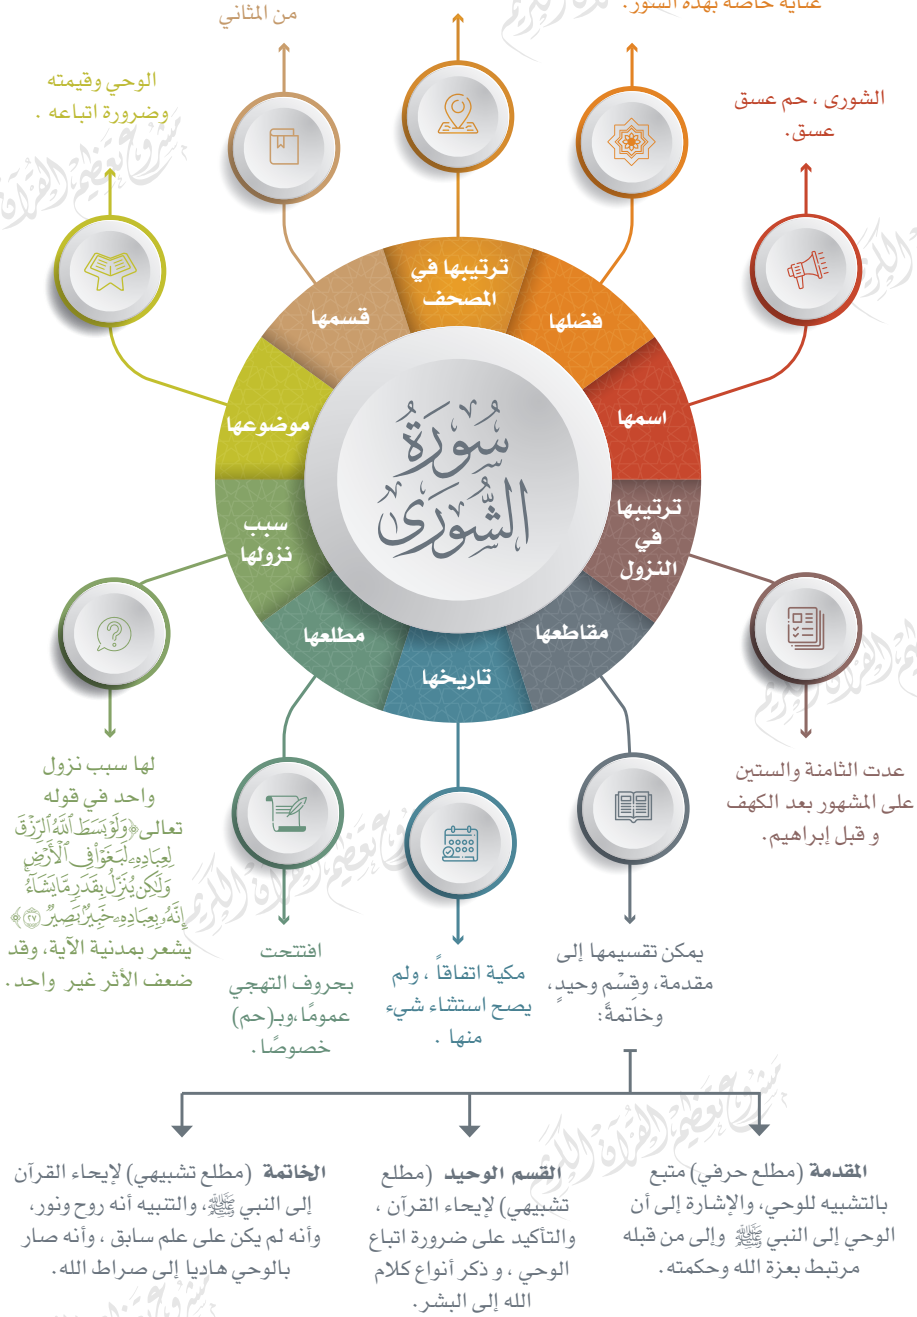 عناية خاصة بهذه السور.
من المثاني
الوحي وقيمته
وضرورة اتباعه .
الشورى ، حم عسق
عسق.
ترتيبها في
المصحف
فضلها
قسمها
اسمها
موضوعها
سُورَةُ
الشُّورَىٰ
ترتيبها
في
النزول
سبب
نزولها
مقاطعها
مطلعها
تاريخها
عدت الثامنة والستين
على المشهور بعد الكهف
و قبل إبراهيم.
لها سبب نزول
واحد في قوله
تعالى﴿وَلَوْ بَسَطَ ٱللَّهُ ٱلرِّزْقَ
لِعِبَادِهِۦ لَبَغَوْا۟ فِى ٱلْأَرْضِ
وَلَـٰكِن يُنَزِّلُ بِقَدَرٍ مَّا يَشَآءُ
إِنَّهُۥ بِعِبَادِهِۦ خَبِيرٌۢ بَصِيرٌ ٢٧﴾
يشعر بمدنية الآية، وقد
ضعف الأثر غير واحد.
افتتحت
بحروف التهجي
عمومًا،وبـ(حم)
خصوصًا.
مكية اتفاقاً ، ولم
يصح استثناء شيء
منها .
يمكن تقسيمها إلى
مقدمة، وقِسْم وحيدٍ،
وخاتمةً:
المقدمة (مطلع حرفي) متبع
بالتشبيه للوحي، والإشارة إلى أن
الوحي إلى النبي ﷺ وإلى من قبله
مرتبط بعزة الله وحكمته.
القسم الوحيد (مطلع
تشبيهي) لإيحاء القرآن ،
والتأكيد على ضرورة اتباع
الوحي ، و ذكر أنواع كلام
الله إلى البشر.
الخاتمة (مطلع تشبيهي) لإيحاء القرآن
إلى النبي ﷺ، والتنبيه أنه روح ونور،
وأنه لم يكن على علم سابق ، وأنه صار
بالوحي هاديا إلى صراط الله.
مشروع تعظيم القرآن الكريم